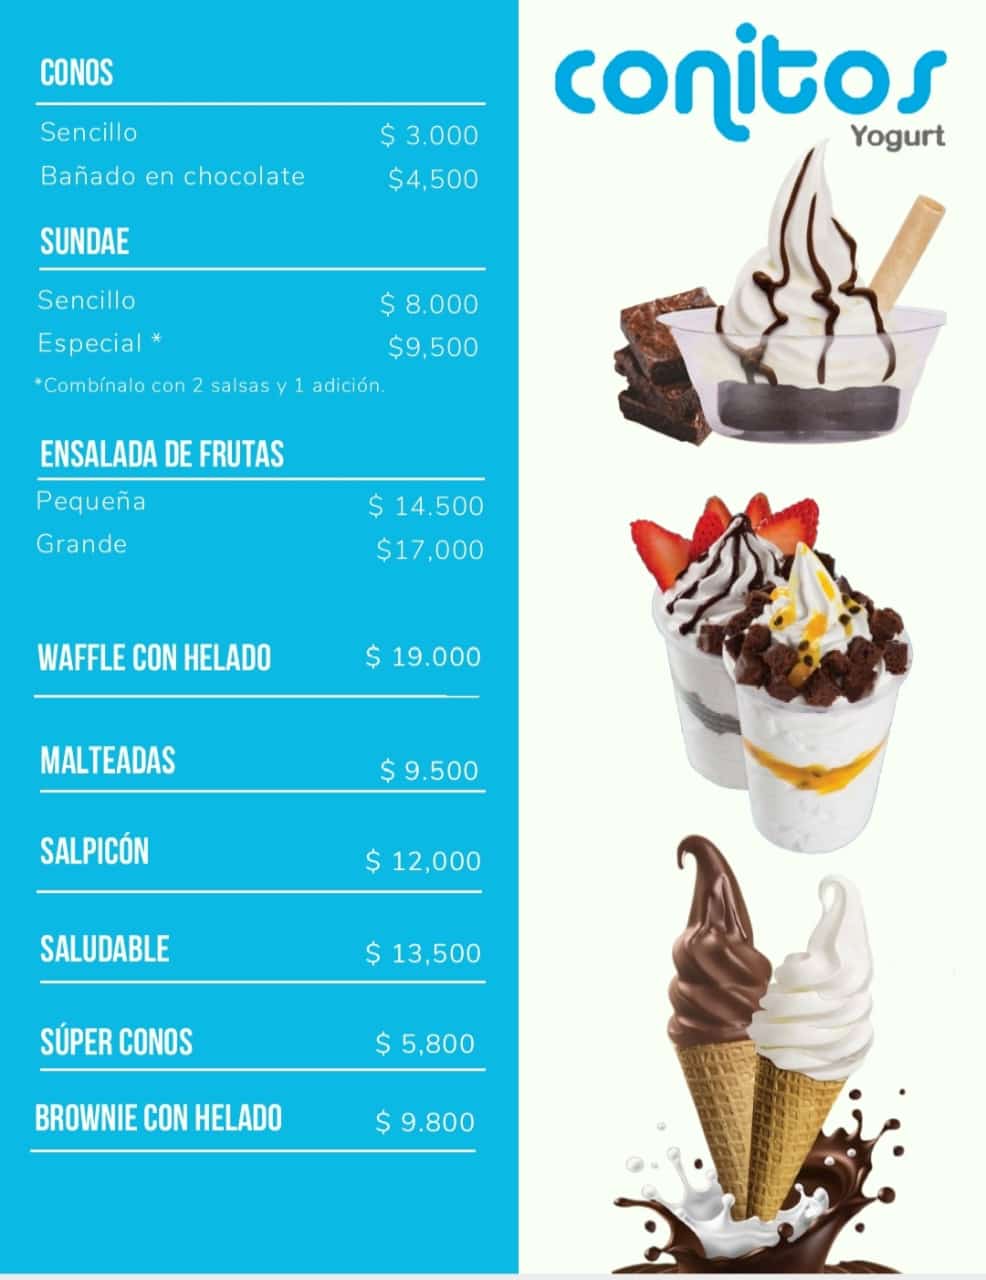 conitos
Yogurt
CONOS
Sencillo $ 3.000
Bañado en chocolate $4,500
SUNDAE
Sencillo $ 8.000
Especial * $9,500
*Combínalo con 2 salsas y 1 adición.
ENSALADA DE FRUTAS
Pequeña $ 14.500
Grande $17,000
WAFFLE CON HELADO $ 19.000
MALTEADAS $ 9.500
SALPICÓN $ 12,000
SALUDABLE $ 13,500
SÚPER CONOS $ 5,800
BROWNIE CON HELADO $ 9.800